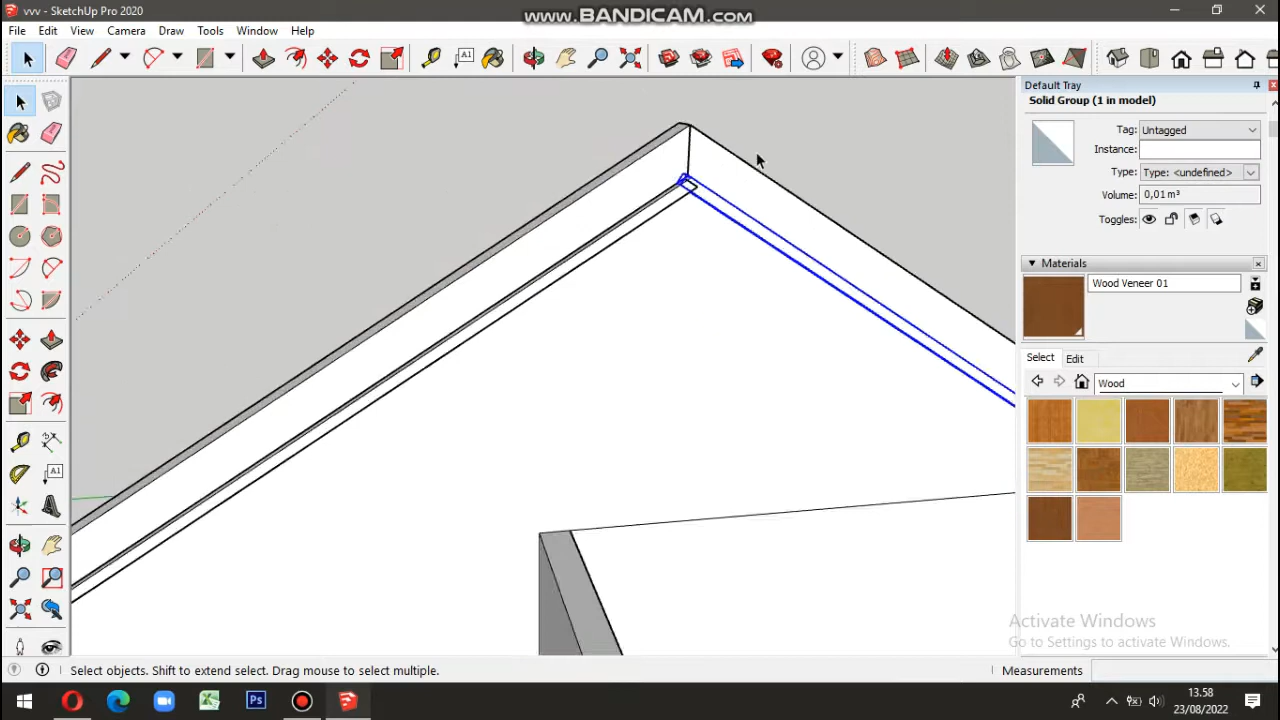 vvv - SketchUp Pro 2020
www.BANDICAM.com
File Edit View Camera Draw Tools Window Help
A1
Default Tray
Solid Group (1 in model)
Tag: Untagged
Instance:
Type: Type: <undefined>
Volume: 0,01 m³
Toggles:
Materials
Wood Veneer 01
Select Edit
Wood
A1
Activate Windows
Go to Settings to activate Windows.
Select objects. Shift to extend select. Drag mouse to select multiple.
Measurements
Ps
13.58
23/08/2022